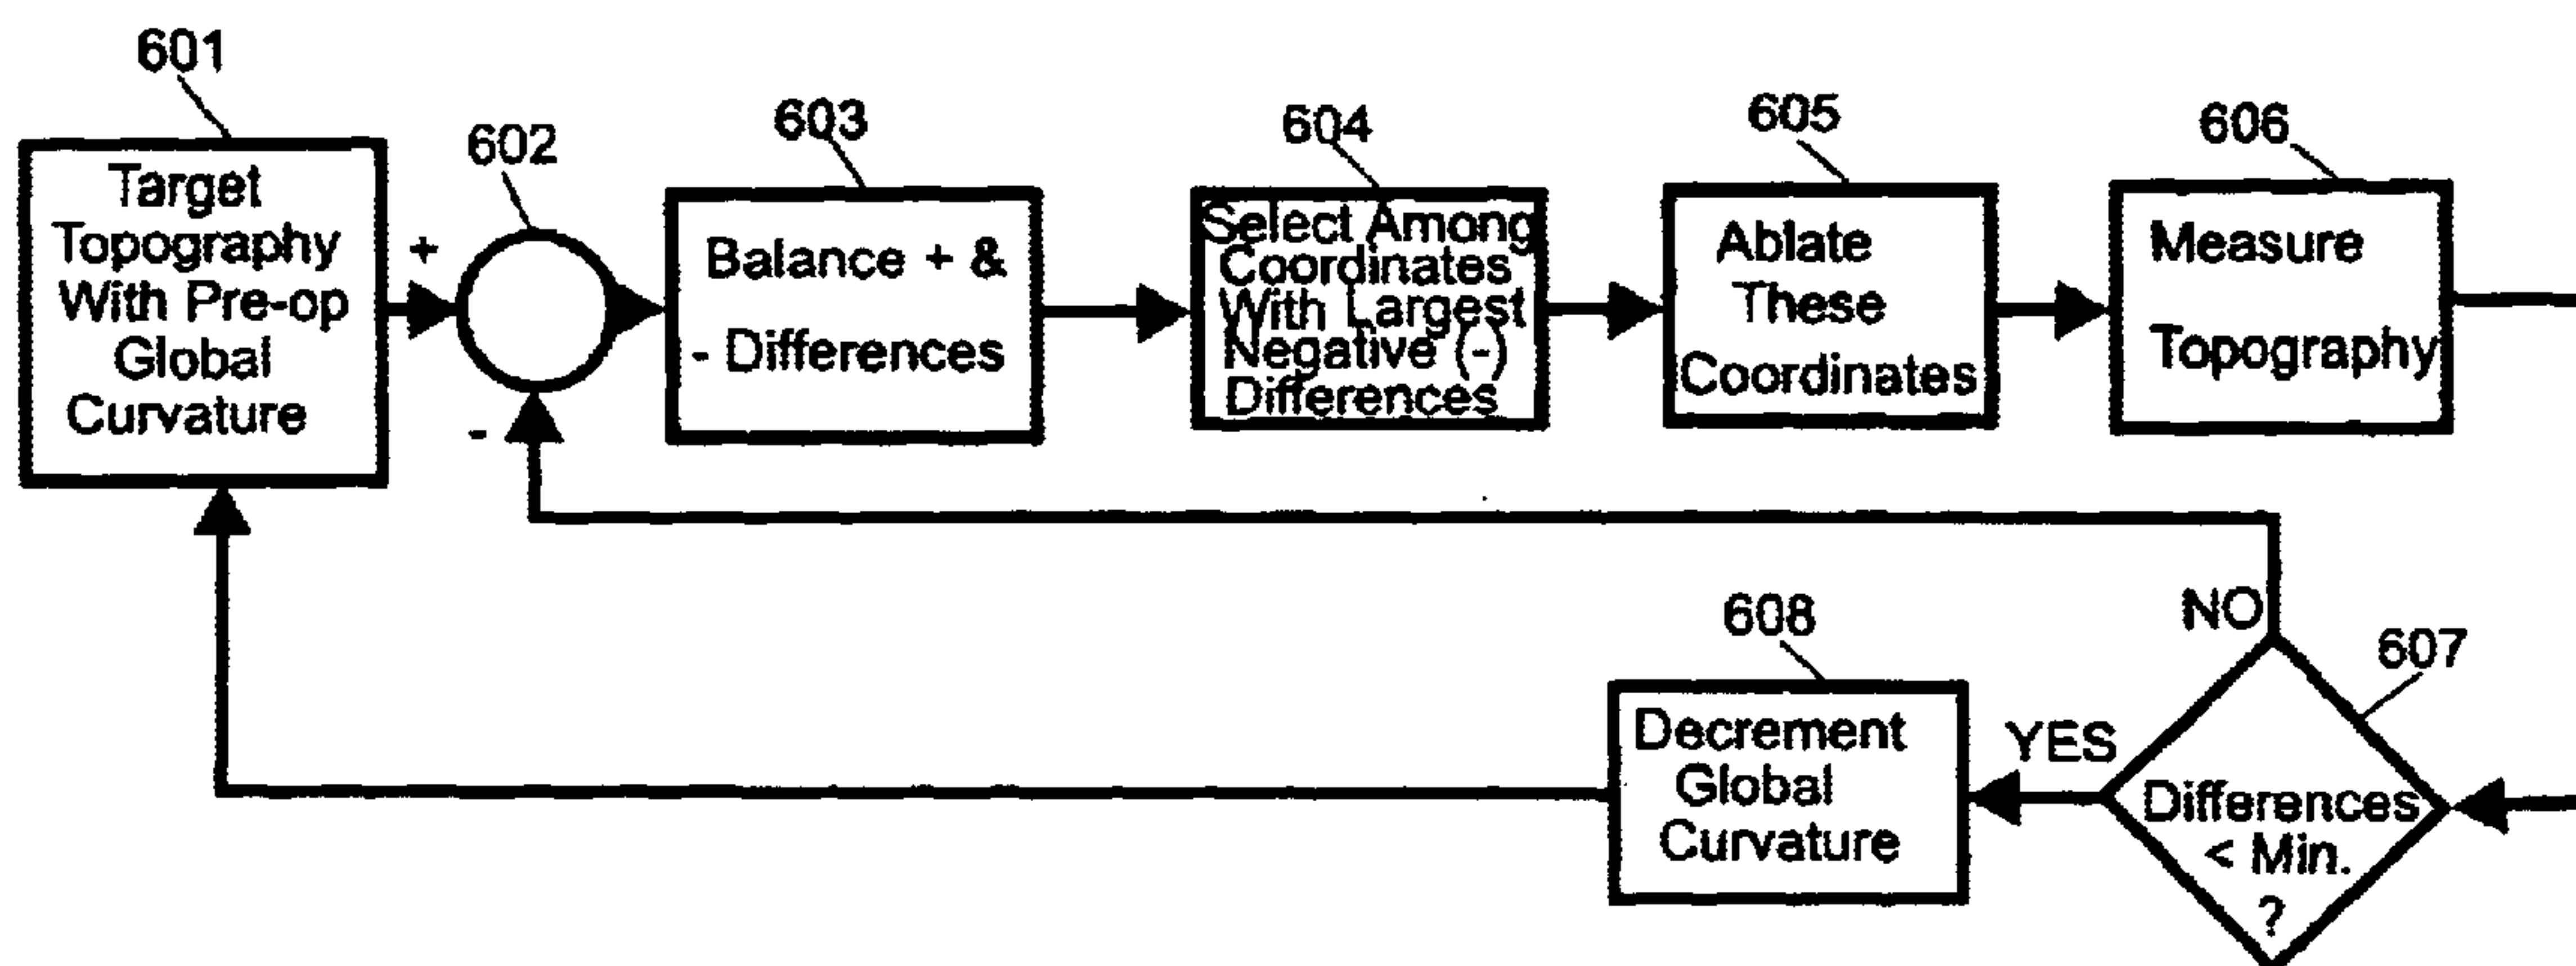 601
Target
Topography
With Pre-op
Global
Curvature
+
-
602
603
Balance + &
- Differences
604
Select Among
Coordinates
With Largest
Negative (-)
Differences
605
Ablate
These
Coordinates
606
Measure
Topography
607
Differences
< Min.
?
NO
YES
608
Decrement
Global
Curvature